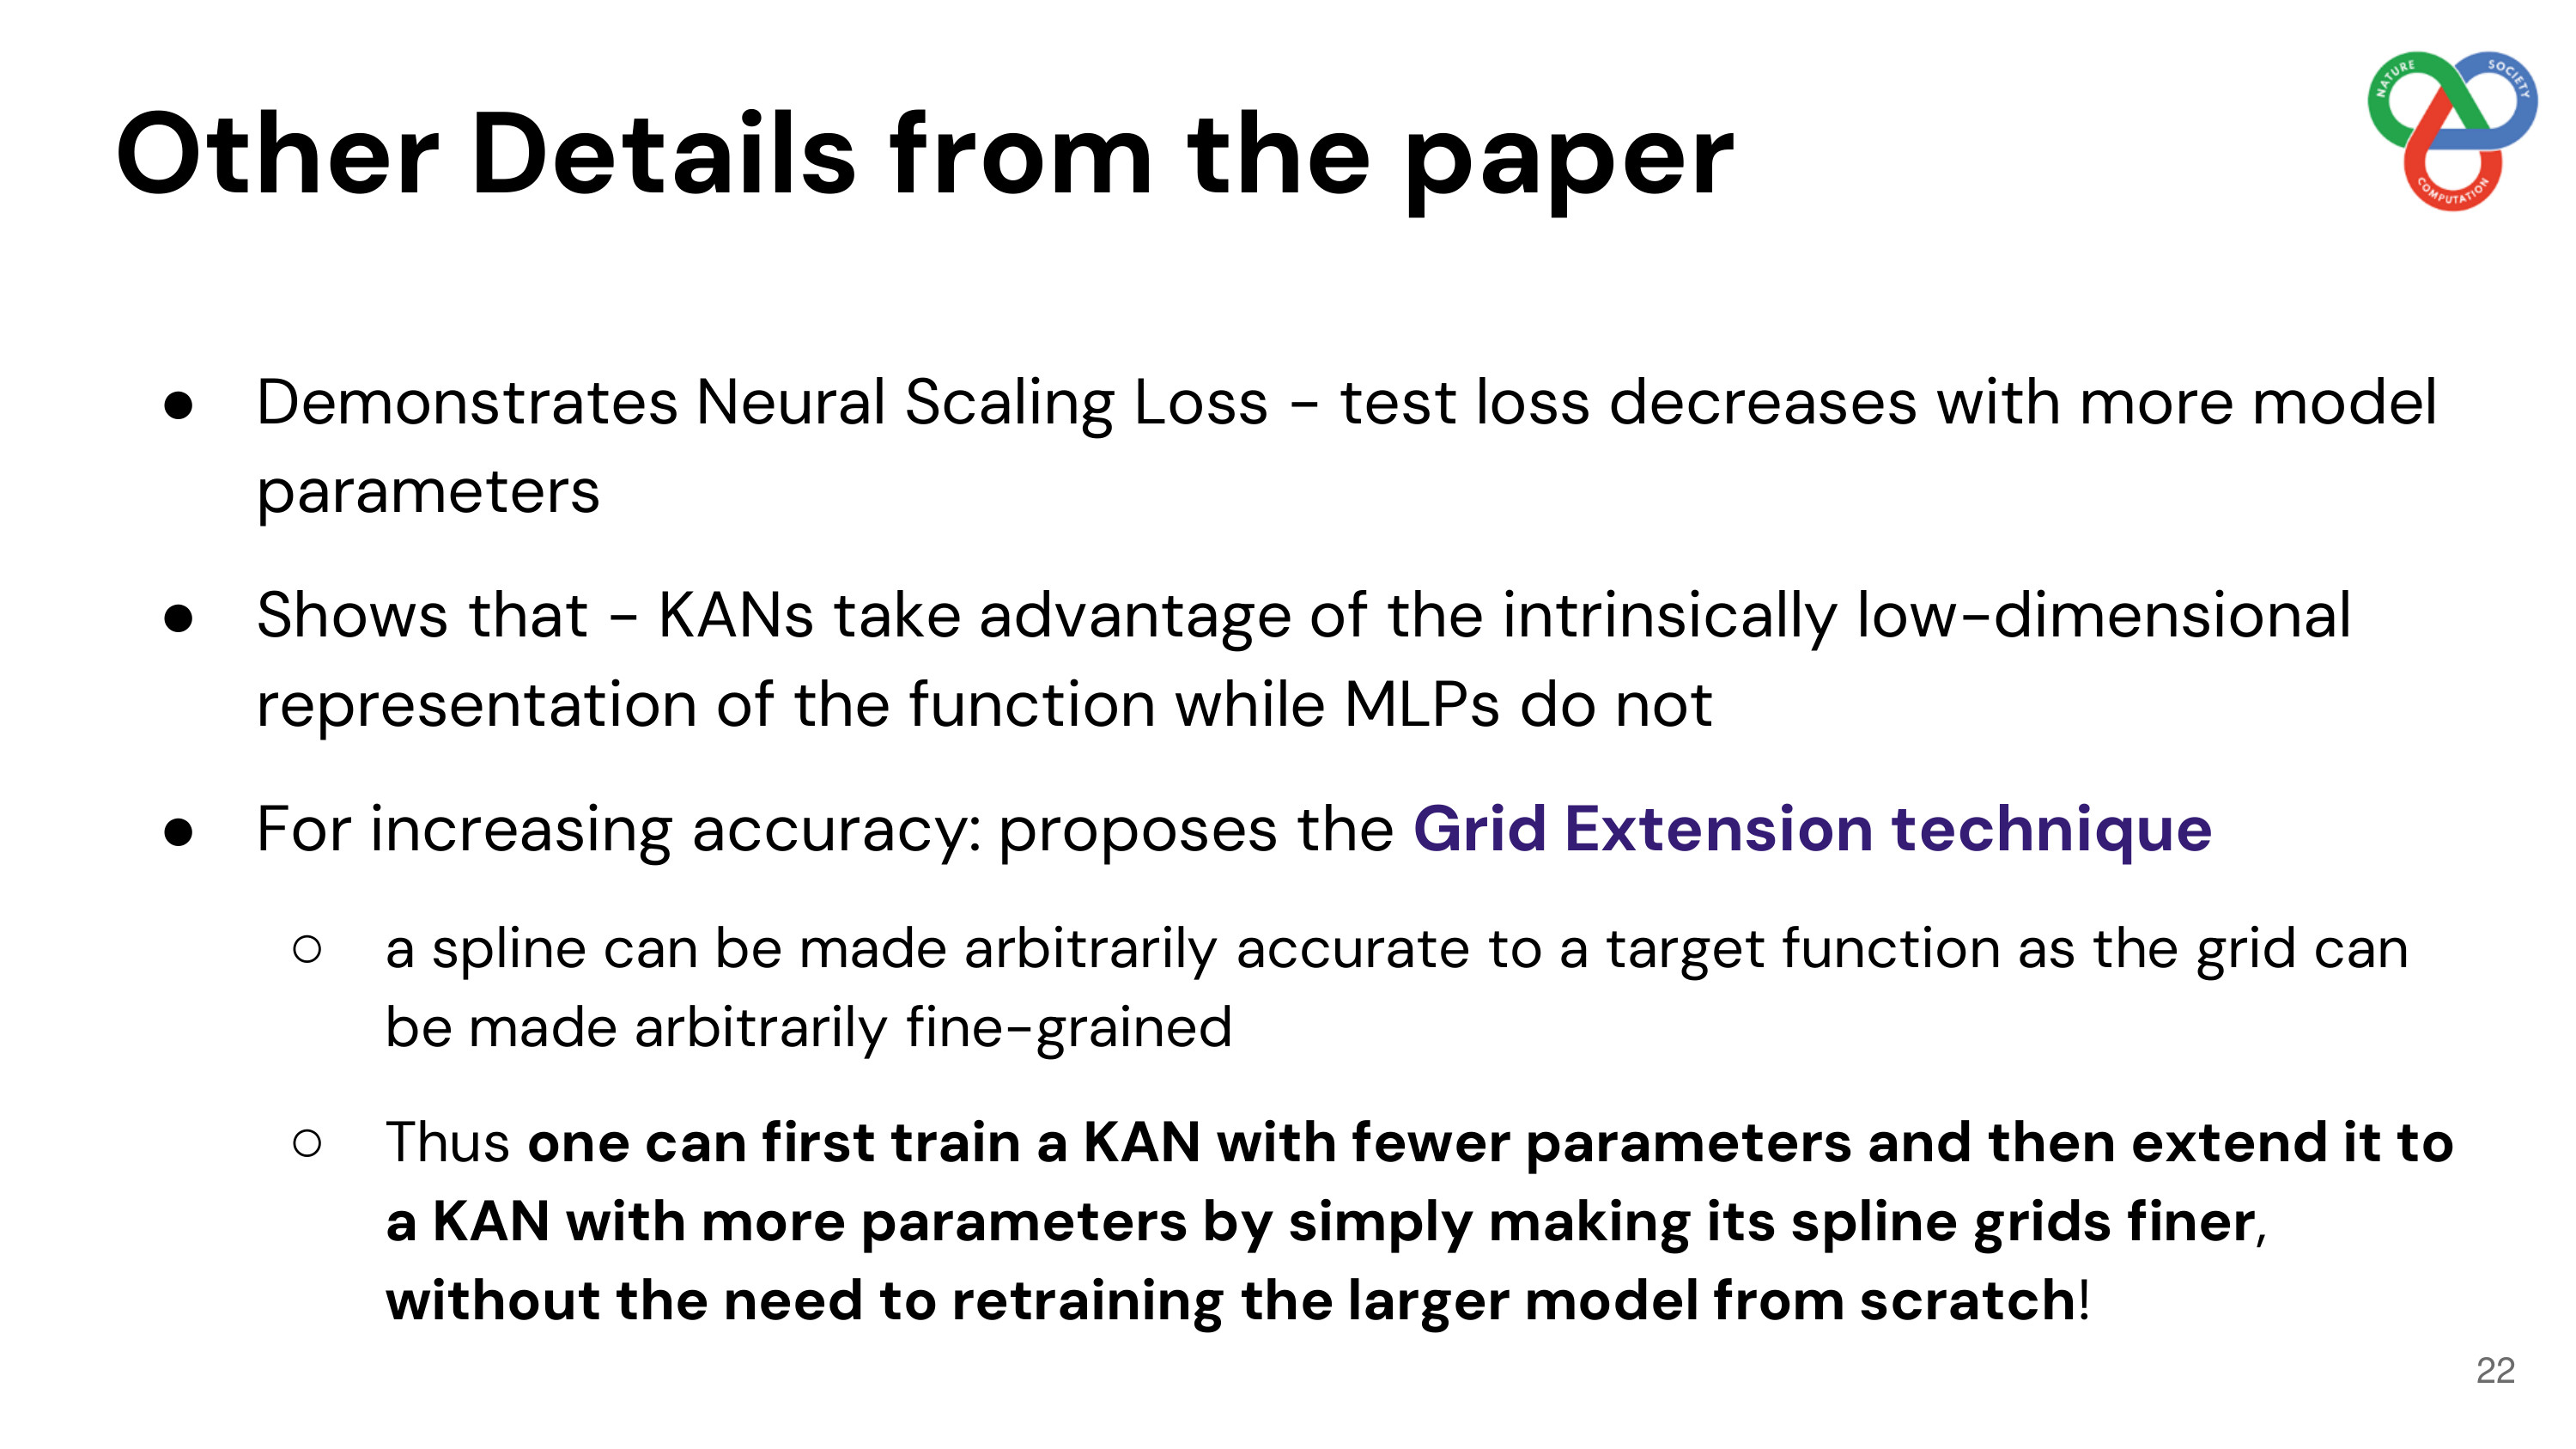 Other Details from the paper
NATURE
SOCIETY
COMPUTATION
● Demonstrates Neural Scaling Loss - test loss decreases with more model
parameters
● Shows that - KANs take advantage of the intrinsically low-dimensional
representation of the function while MLPs do not
● For increasing accuracy: proposes the Grid Extension technique
○ a spline can be made arbitrarily accurate to a target function as the grid can
be made arbitrarily fine-grained
○ Thus one can first train a KAN with fewer parameters and then extend it to
a KAN with more parameters by simply making its spline grids finer,
without the need to retraining the larger model from scratch!
22